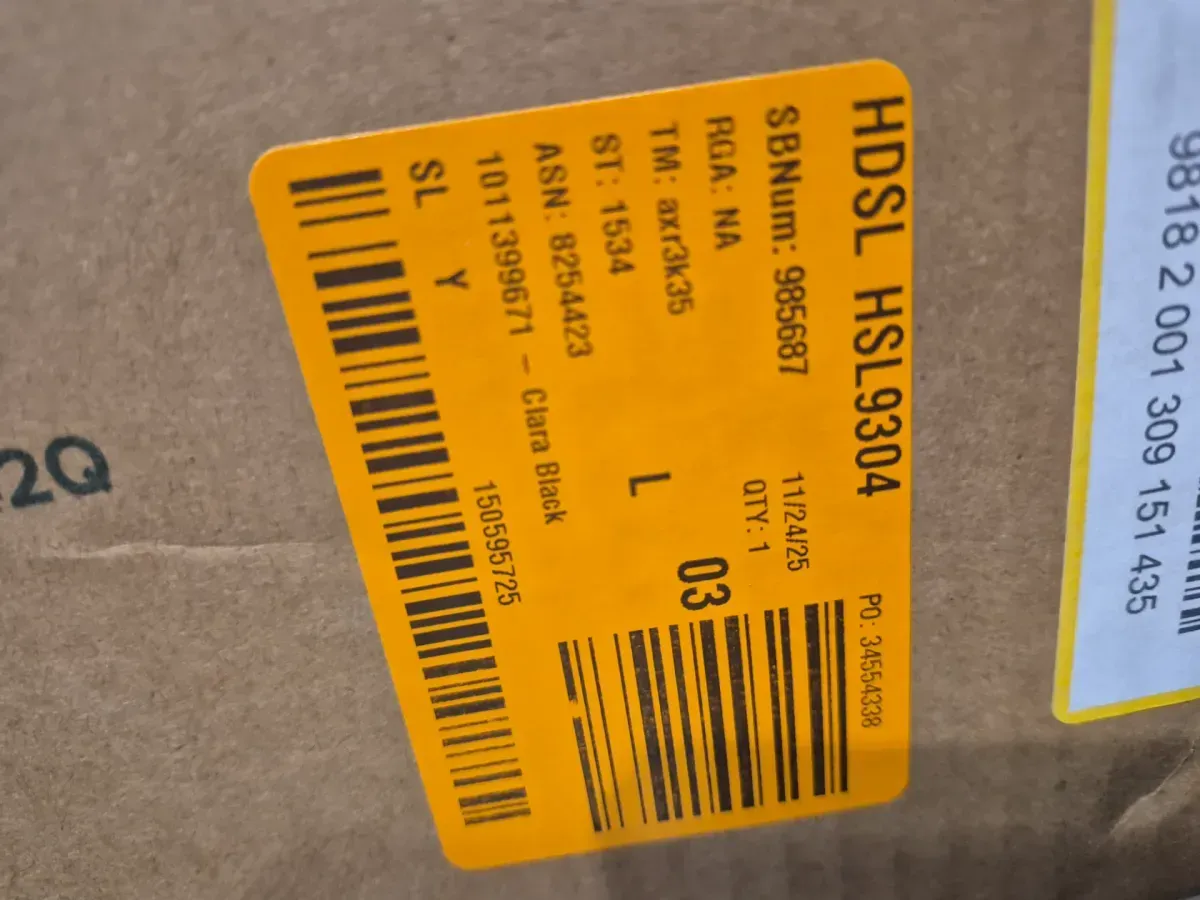 HDSL HSL9304
PO: 34554338
SBNum: 985687
11/24/25
RGA: NA
QTY: 1
TM: axr3k35
03
ST: 1534
L
ASN: 8254423
1011399671 - Clara Black
SL Y
150595725
9818 2 001 309 151 435
2Q